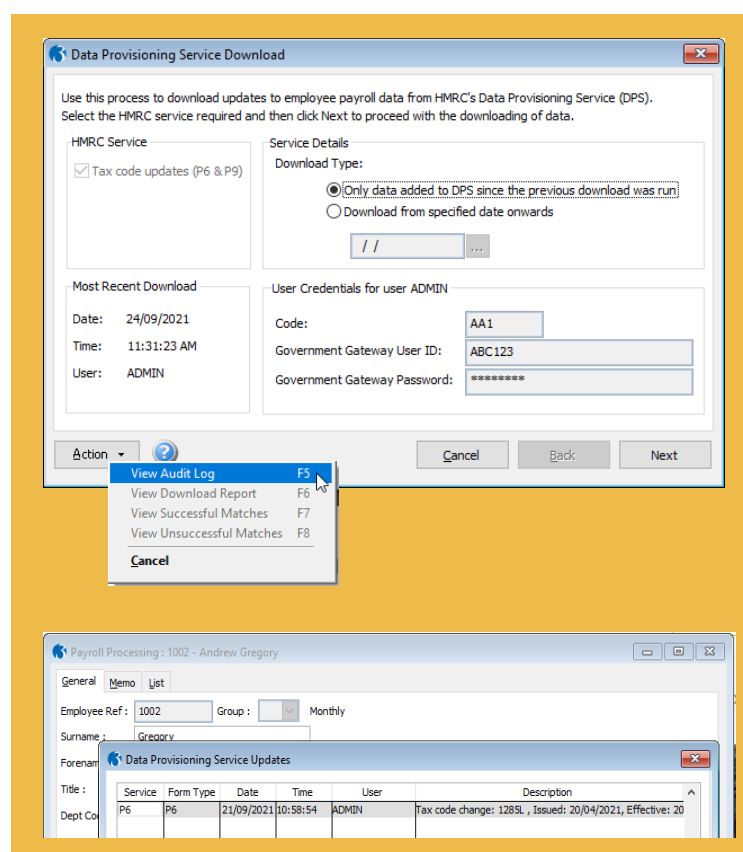 Data Provisioning Service Download
Use this process to download updates to employee payroll data from HMRC's Data Provisioning Service (DPS).
Select the HMRC service required and then click Next to proceed with the downloading of data.
HMRC Service
Tax code updates (P6 & P9)
Service Details
Download Type:
Only data added to DPS since the previous download was run
Download from specified date onwards
/ /
...
Most Recent Download
Date: 24/09/2021
Time: 11:31:23 AM
User: ADMIN
User Credentials for user ADMIN
Code: AA1
Government Gateway User ID: ABC123
Government Gateway Password: ********
Action
Cancel Back Next
View Audit Log F5
View Download Report F6
View Successful Matches F7
View Unsuccessful Matches F8
Cancel
Payroll Processing : 1002 - Andrew Gregory
General Memo List
Employee Ref : 1002 Group : Monthly
Surname : Gregory
Forenam
Title :
Dept Co
Data Provisioning Service Updates
Service Form Type Date Time User Description
P6 P6 21/09/2021 10:58:54 ADMIN Tax code change: 1285L , Issued: 20/04/2021, Effective: 20